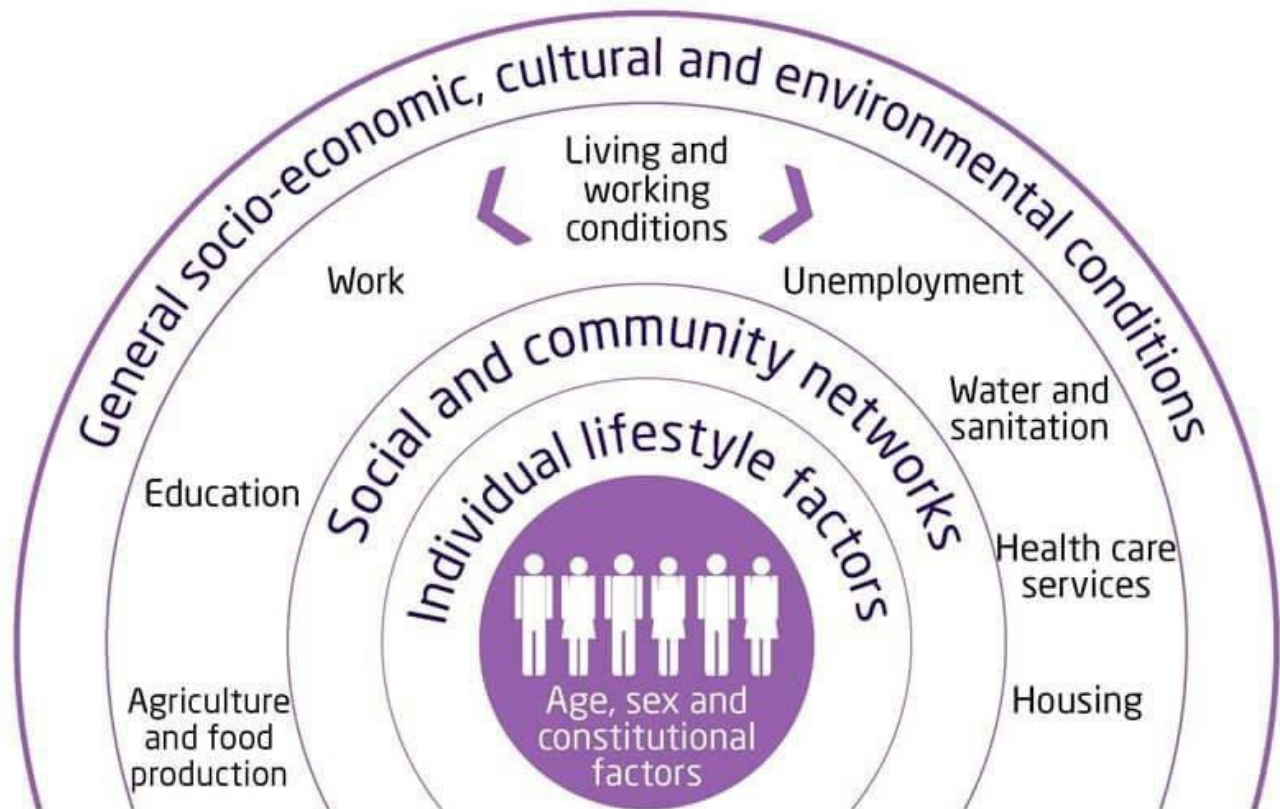 General socio-economic, cultural and environmental conditions
Living and
working
conditions
Work
Unemployment
Social and community networks
Water and
sanitation
Individual lifestyle factors
Education
Health care
services
Agriculture
and food
production
Housing
Age, sex and
constitutional
factors